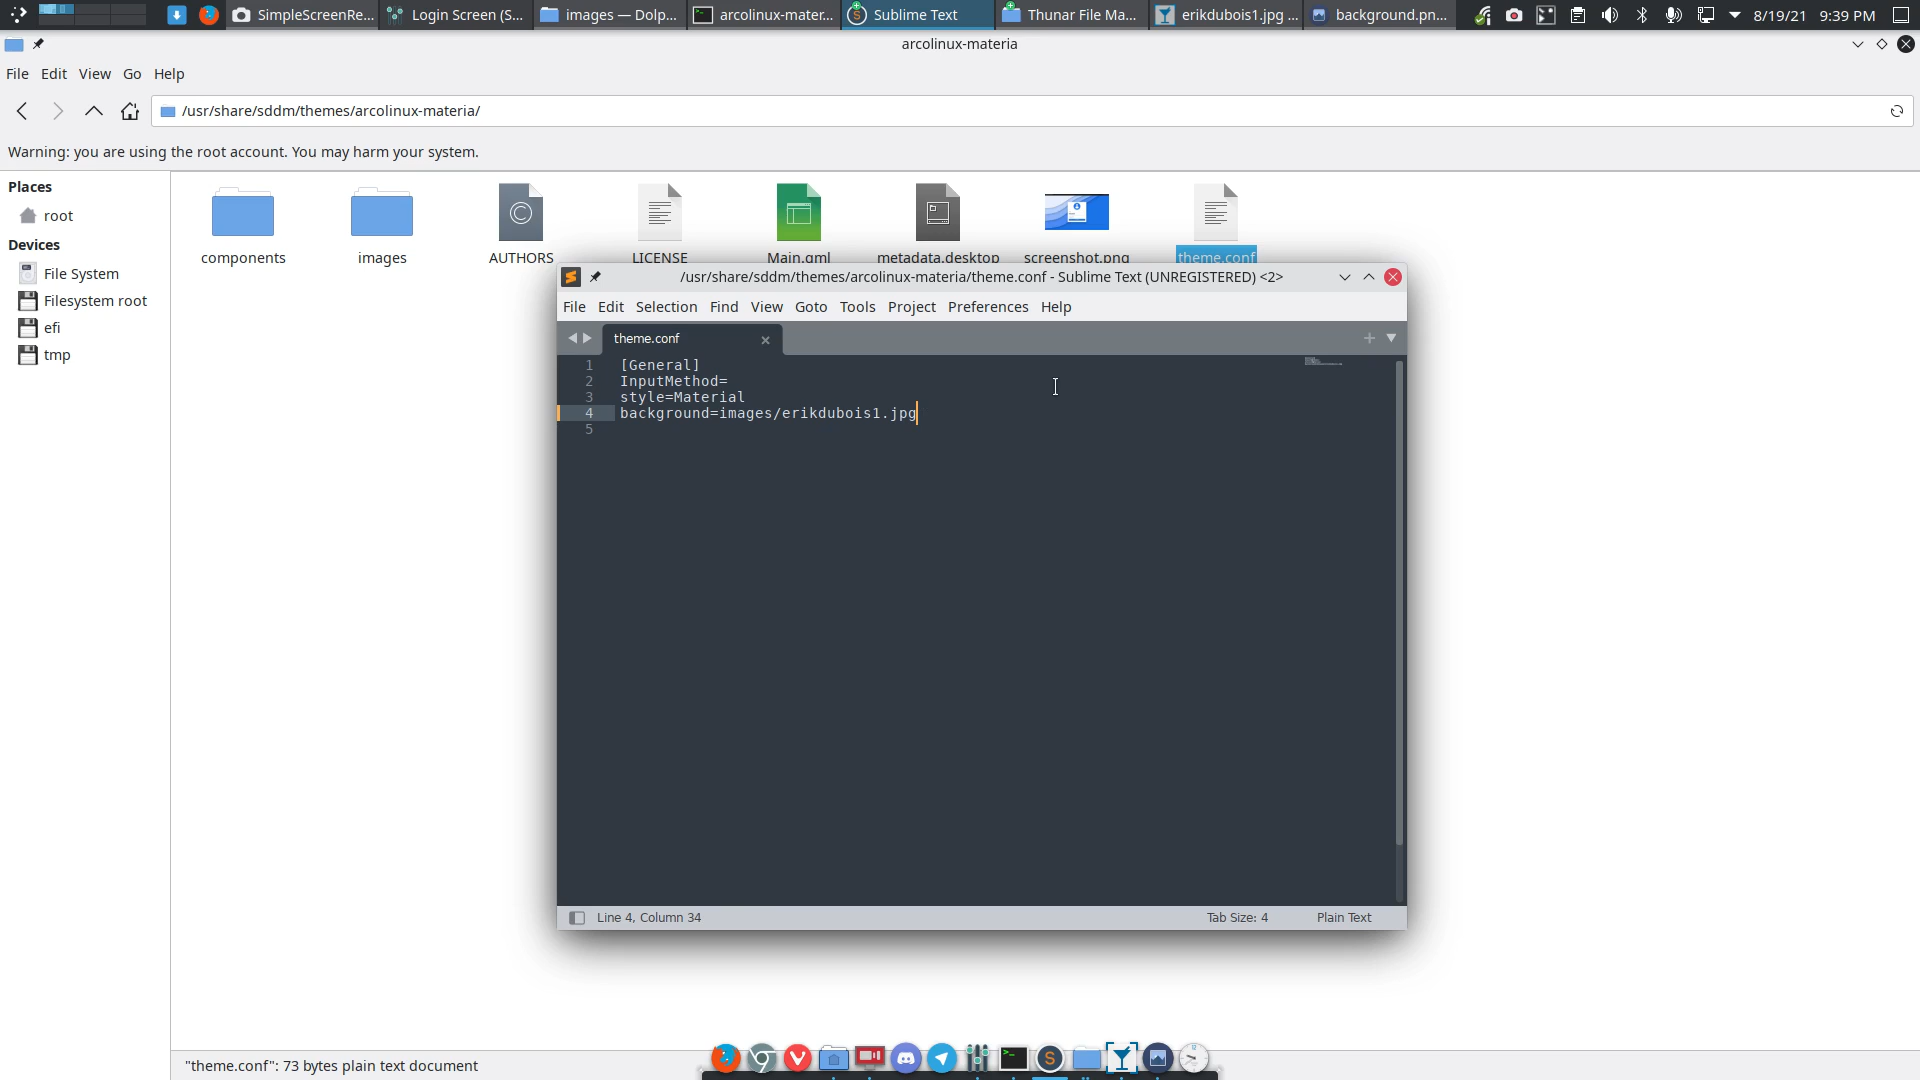 SimpleScreenRe...
Login Screen (S...
images — Dolp...
arcolinux-mater...
Sublime Text
Thunar File Ma...
erikdubois1.jpg ...
background.pn...
8/19/21
9:39 PM
arcolinux-materia
File Edit View Go Help
/usr/share/sddm/themes/arcolinux-materia/
Warning: you are using the root account. You may harm your system.
Places
root
Devices
File System
Filesystem root
efi
tmp
components
images
AUTHORS
LICENSE
Main.qml
metadata.desktop
screenshot.png
theme.conf
/usr/share/sddm/themes/arcolinux-materia/theme.conf - Sublime Text (UNREGISTERED) <2>
File Edit Selection Find View Goto Tools Project Preferences Help
theme.conf
1 [General]
2 InputMethod=
3 style=Material
4 background=images/erikdubois1.jpg
5
Line 4, Column 34
Tab Size: 4
Plain Text
"theme.conf": 73 bytes plain text document